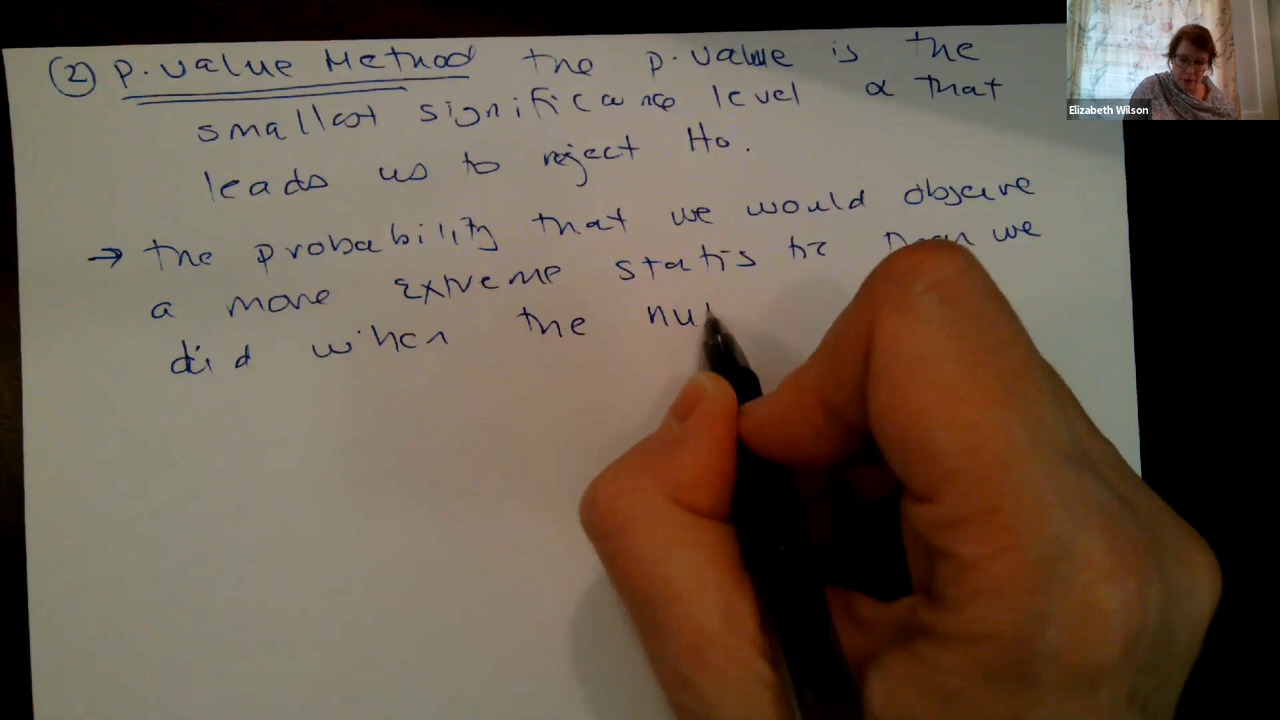 (2) p-value Method the p-value is the
smallest significance level α that
leads us to reject Ho.
→ the probability that we would observe
a more extreme statistic than we
did when the nul
Elizabeth Wilson